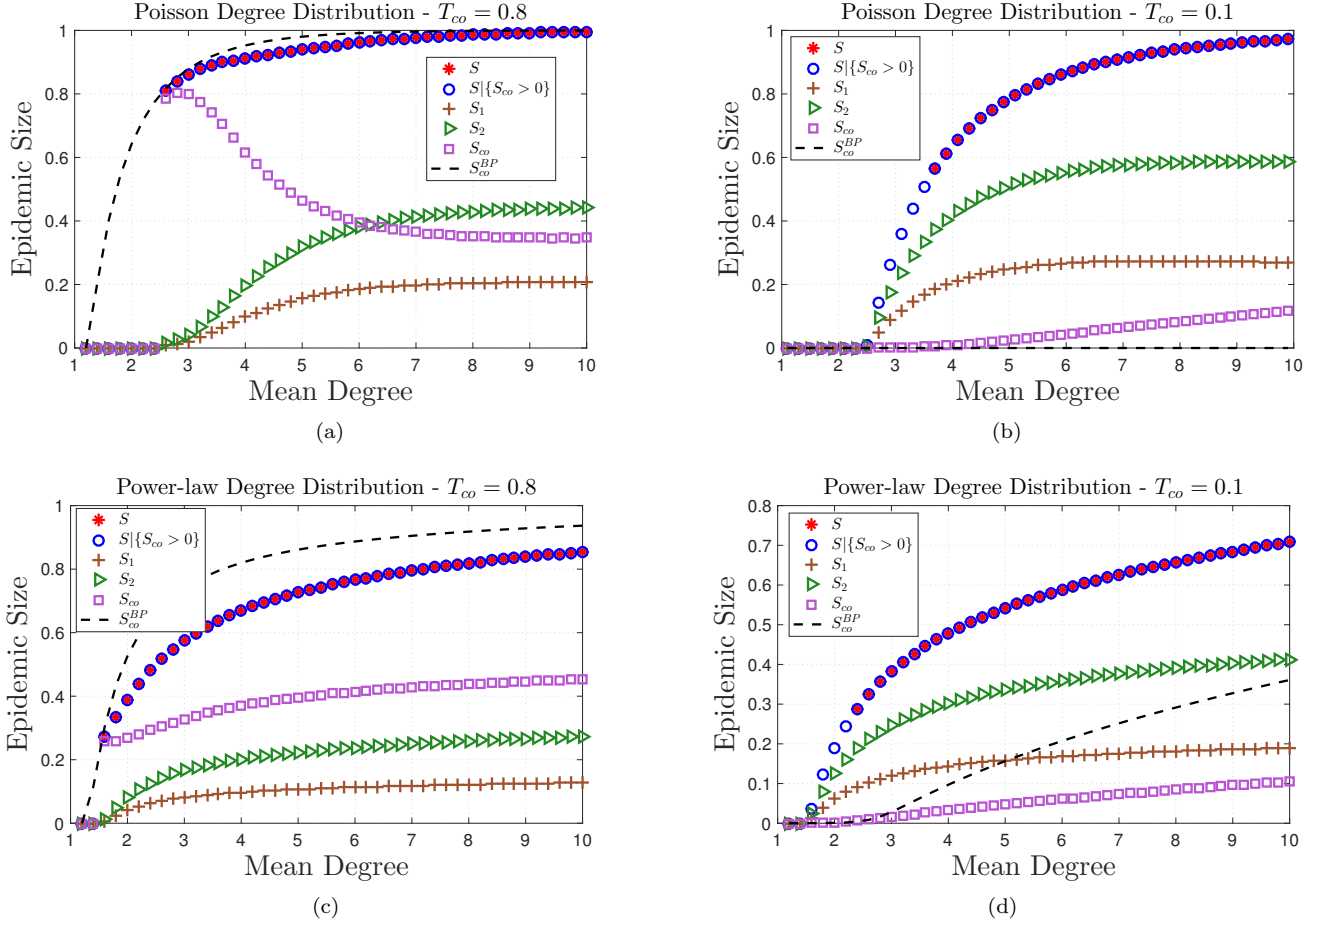 Poisson Degree Distribution - T_co = 0.8
Epidemic Size
1
0.8
0.6
0.4
0.2
0
S
S|{S_co > 0}
S_1
S_2
S_co
S_co^BP
1 2 3 4 5 6 7 8 9 10
Mean Degree
(a)
Poisson Degree Distribution - T_co = 0.1
Epidemic Size
1
0.8
0.6
0.4
0.2
0
S
S|{S_co > 0}
S_1
S_2
S_co
S_co^BP
1 2 3 4 5 6 7 8 9 10
Mean Degree
(b)
Power-law Degree Distribution - T_co = 0.8
Epidemic Size
1
0.8
0.6
0.4
0.2
0
S
S|{S_co > 0}
S_1
S_2
S_co
S_co^BP
1 2 3 4 5 6 7 8 9 10
Mean Degree
(c)
Power-law Degree Distribution - T_co = 0.1
Epidemic Size
0.8
0.7
0.6
0.5
0.4
0.3
0.2
0.1
0
S
S|{S_co > 0}
S_1
S_2
S_co
S_co^BP
1 2 3 4 5 6 7 8 9 10
Mean Degree
(d)